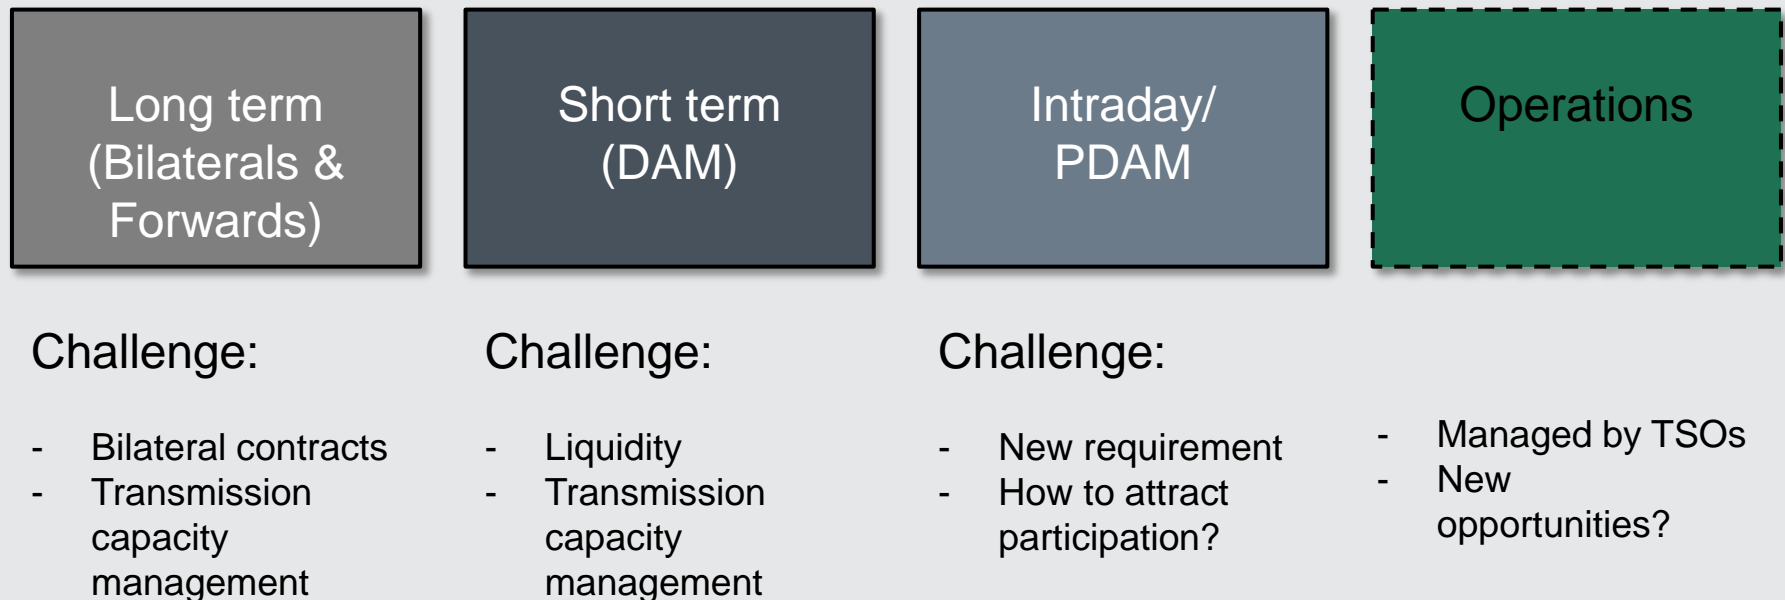 Long term
(Bilaterals &
Forwards)
Short term
(DAM)
Intraday/
PDAM
Operations
Challenge:
- Bilateral contracts
- Transmission
capacity
management
Challenge:
- Liquidity
- Transmission
capacity
management
Challenge:
- New requirement
- How to attract
participation?
- Managed by TSOs
- New
opportunities?